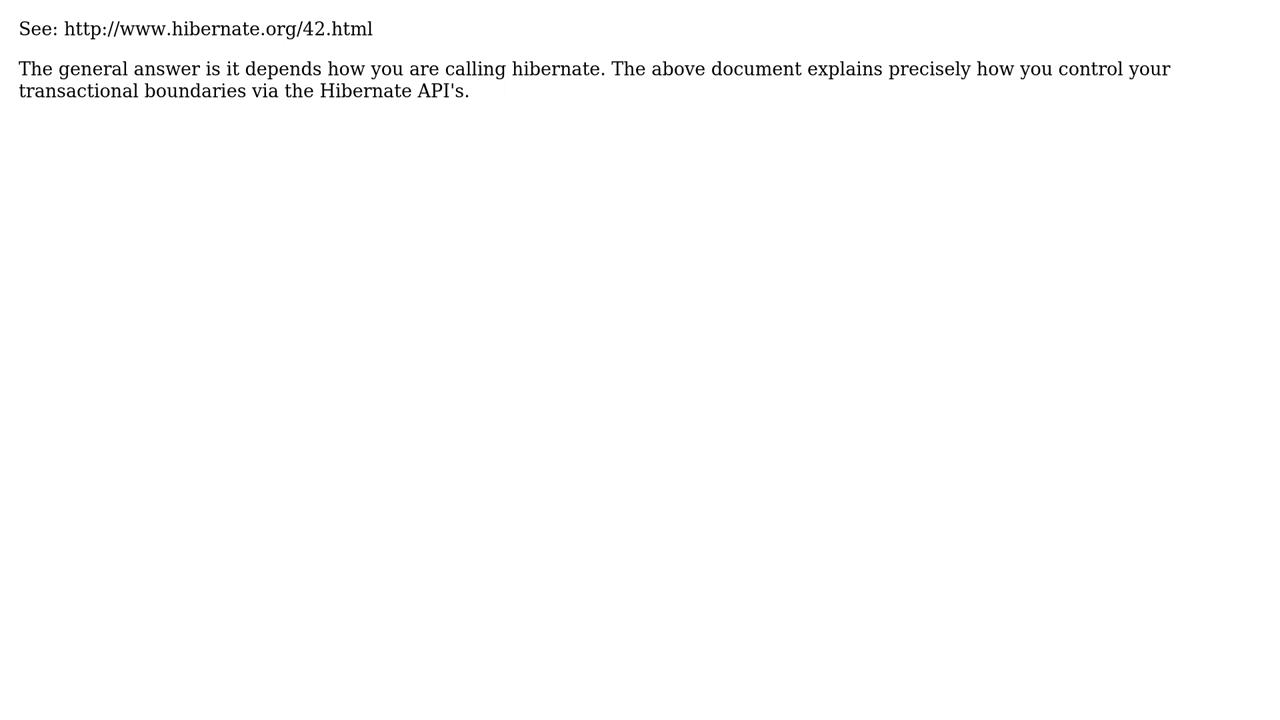 See: http://www.hibernate.org/42.html
The general answer is it depends how you are calling hibernate. The above document explains precisely how you control your
transactional boundaries via the Hibernate API's.